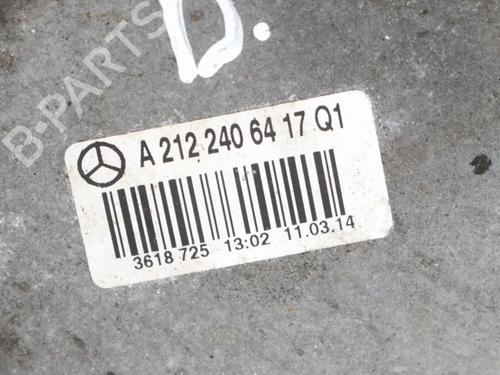 B-PARTS
D.
A 212 240 64 17 Q1
3618 725 13:02 11.03.14